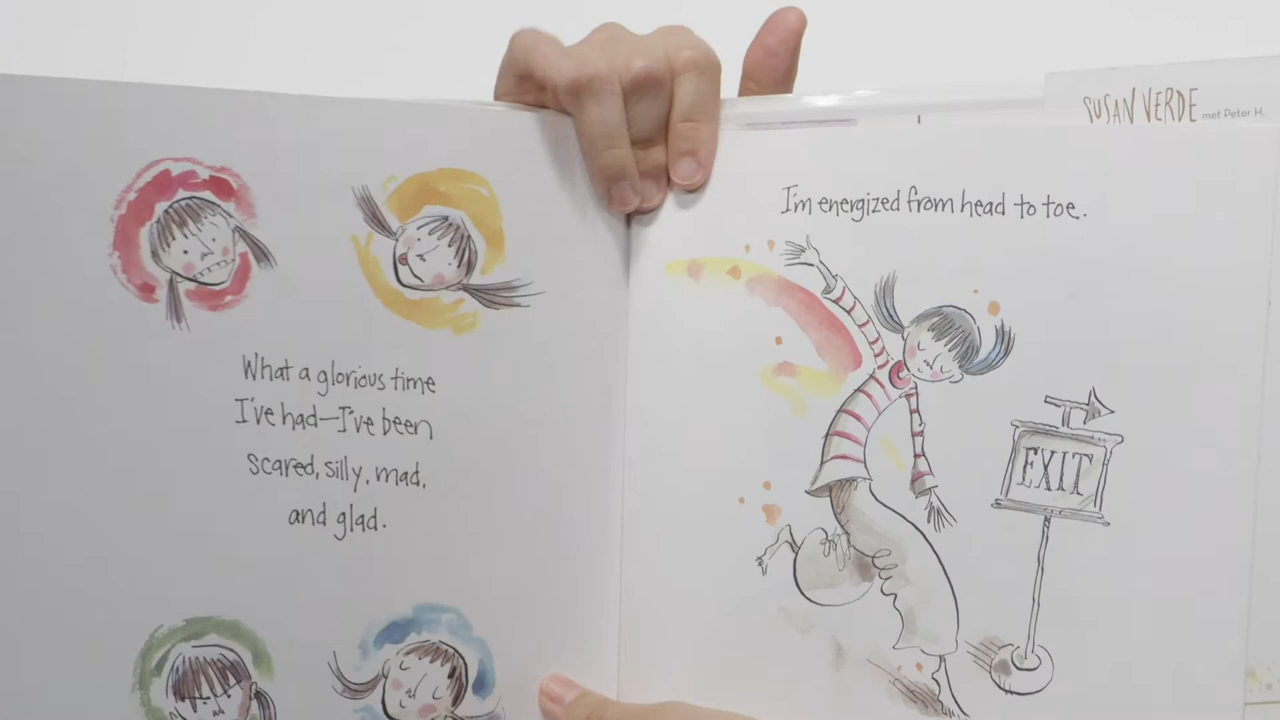 What a glorious time
I've had—I've been
scared, silly, mad,
and glad.
SUSAN VERDE met Peter H.
I'm energized from head to toe.
EXIT